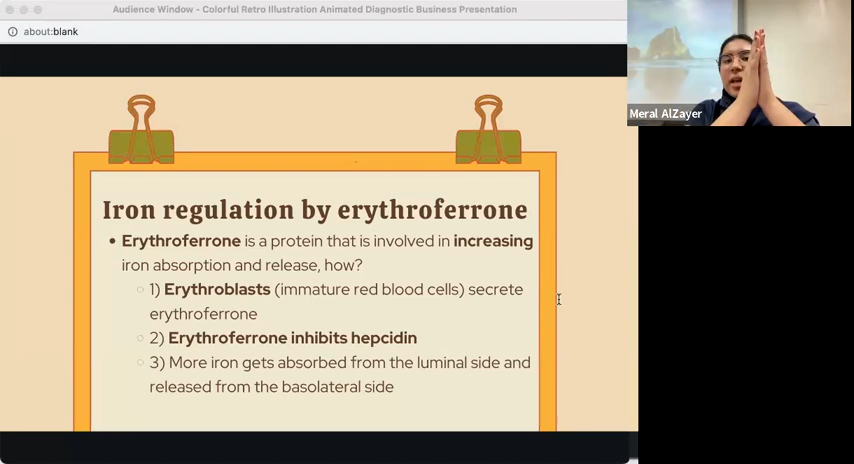 Audience Window - Colorful Retro Illustration Animated Diagnostic Business Presentation
about:blank
Meral AlZayer
Iron regulation by erythroferrone
• Erythroferrone is a protein that is involved in increasing
iron absorption and release, how?
○ 1) Erythroblasts (immature red blood cells) secrete
erythroferrone
○ 2) Erythroferrone inhibits hepcidin
○ 3) More iron gets absorbed from the luminal side and
released from the basolateral side